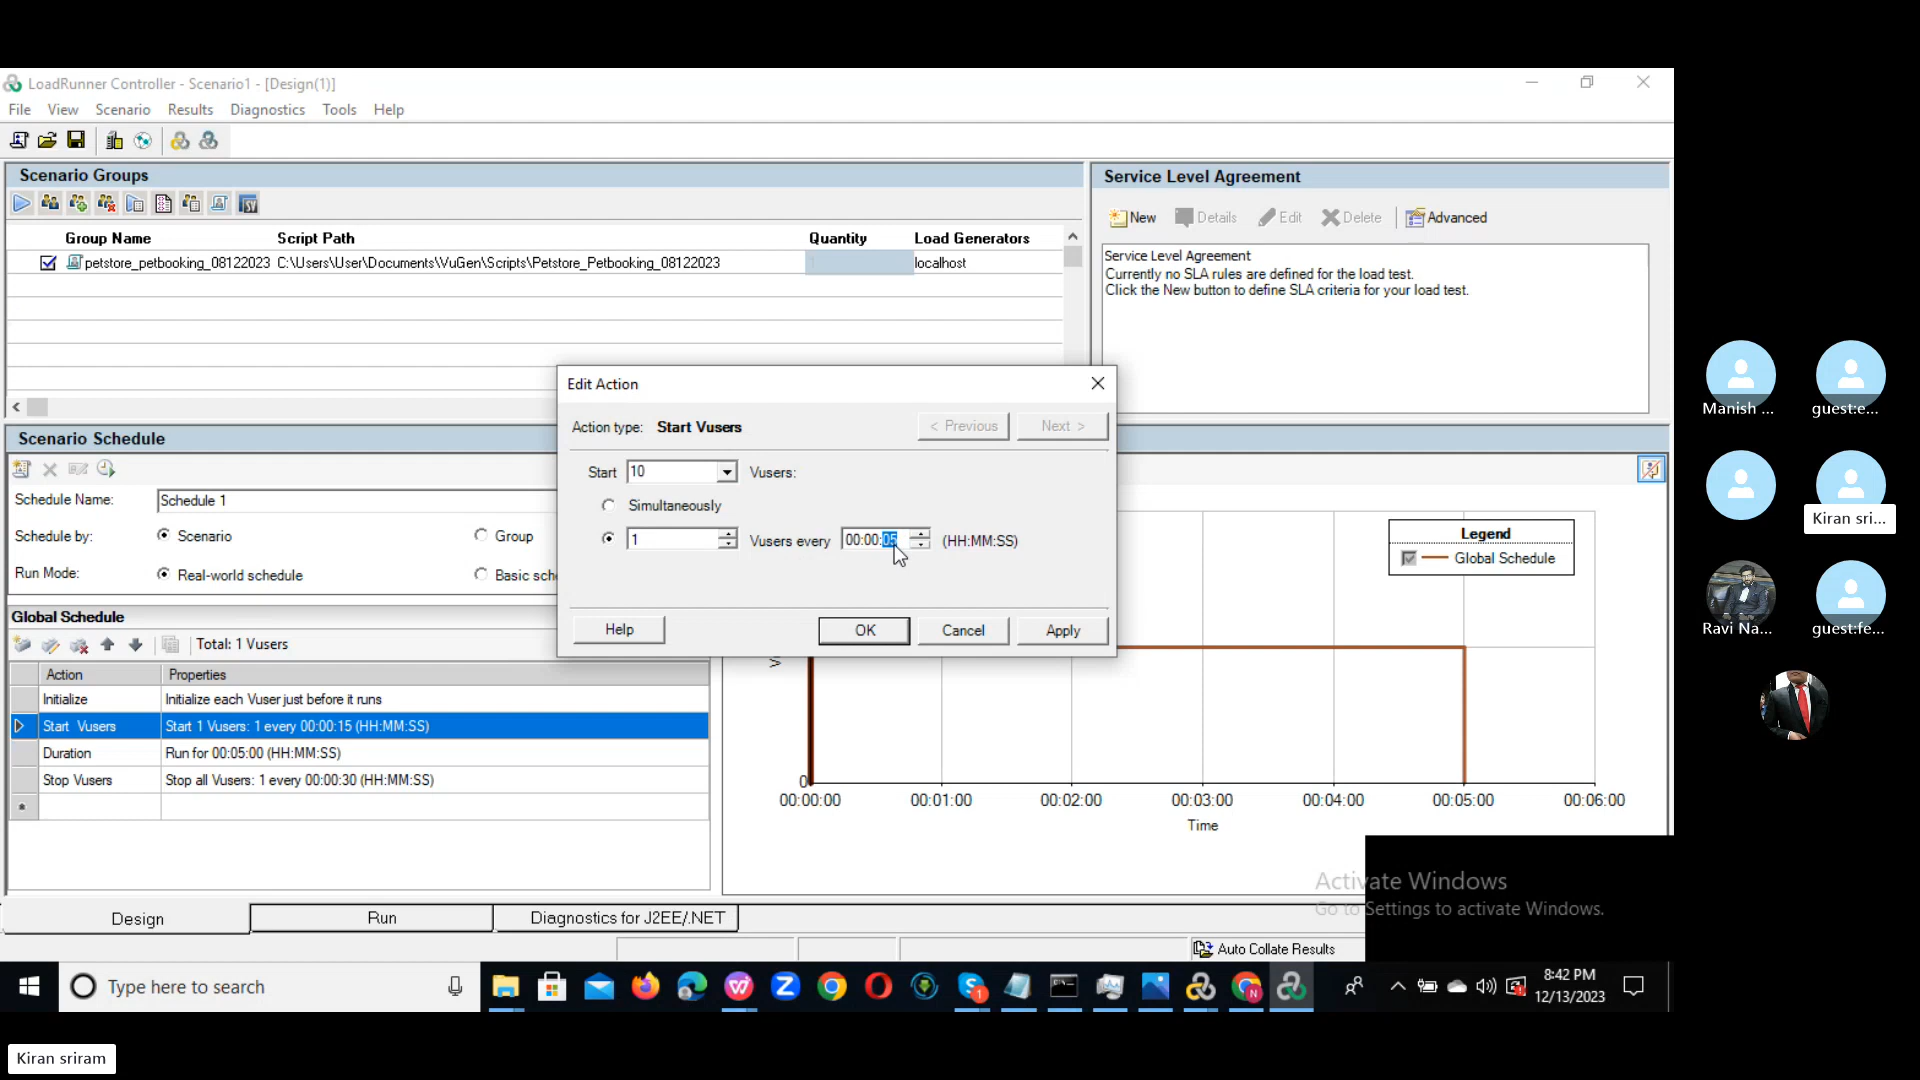 LoadRunner Controller - Scenario1 - [Design(1)]
File View Scenario Results Diagnostics Tools Help
Scenario Groups
Group Name Script Path Quantity Load Generators
petstore_petbooking_08122023 C:\Users\User\Documents\VuGen\Scripts\Petstore_Petbooking_08122023 1 localhost
Service Level Agreement
New Details Edit Delete Advanced
Service Level Agreement
Currently no SLA rules are defined for the load test.
Click the New button to define SLA criteria for your load test.
Scenario Schedule
Schedule Name: Schedule 1
Schedule by: Scenario Group
Run Mode: Real-world schedule Basic sch
Edit Action
Action type: Start Vusers < Previous Next >
Start 10 Vusers:
Simultaneously
1 Vusers every 00:00:05 (HH:MM:SS)
Help OK Cancel Apply
Legend
Global Schedule
Global Schedule
Total: 1 Vusers
Action Properties
Initialize Initialize each Vuser just before it runs
Start Vusers Start 1 Vusers: 1 every 00:00:15 (HH:MM:SS)
Duration Run for 00:05:00 (HH:MM:SS)
Stop Vusers Stop all Vusers: 1 every 00:00:30 (HH:MM:SS)
*
0
00:00:00 00:01:00 00:02:00 00:03:00 00:04:00 00:05:00 00:06:00
Time
Activate Windows
Go to Settings to activate Windows.
Design Run Diagnostics for J2EE/.NET
Auto Collate Results
Type here to search
8:42 PM
12/13/2023
Manish ...
guest:e...
Kiran sri...
Ravi Na...
guest:fe...
Kiran sriram